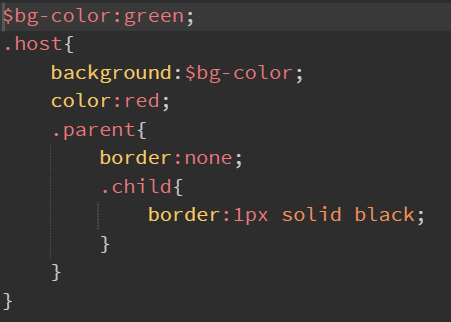 $bg-color:green;
.host{
    background:$bg-color;
    color:red;
    .parent{
        border:none;
        .child{
            border:1px solid black;
        }
    }
}